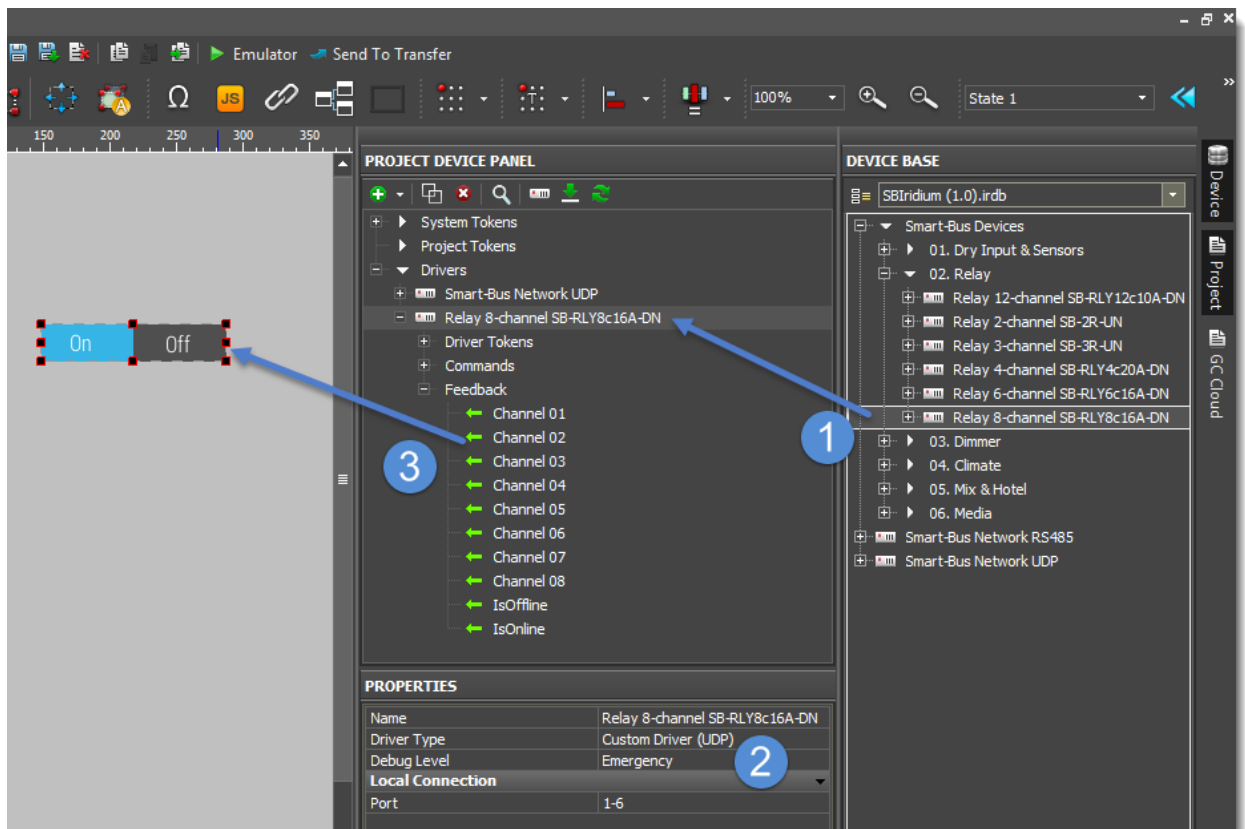 Emulator Send To Transfer
Ω JS A T 100% State 1
150 200 250 300 350
On Off
PROJECT DEVICE PANEL
System Tokens
Project Tokens
Drivers
Smart-Bus Network UDP
Relay 8-channel SB-RLY8c16A-DN
Driver Tokens
Commands
Feedback
Channel 01
Channel 02
Channel 03
Channel 04
Channel 05
Channel 06
Channel 07
Channel 08
IsOffline
IsOnline
3
1
PROPERTIES
Name Relay 8-channel SB-RLY8c16A-DN
Driver Type Custom Driver (UDP)
Debug Level Emergency
Local Connection
Port 1-6
2
DEVICE BASE
SBIridium (1.0).irdb
Smart-Bus Devices
01. Dry Input & Sensors
02. Relay
Relay 12-channel SB-RLY12c10A-DN
Relay 2-channel SB-2R-UN
Relay 3-channel SB-3R-UN
Relay 4-channel SB-RLY4c20A-DN
Relay 6-channel SB-RLY6c16A-DN
Relay 8-channel SB-RLY8c16A-DN
03. Dimmer
04. Climate
05. Mix & Hotel
06. Media
Smart-Bus Network RS485
Smart-Bus Network UDP
Device
Project
GC Cloud